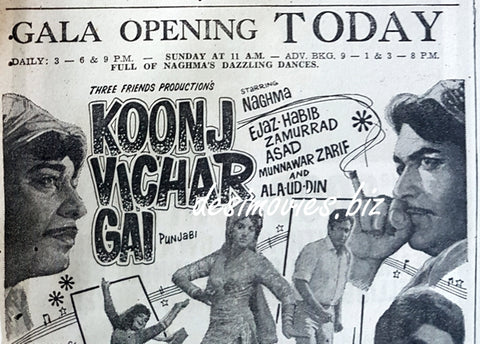 GALA OPENING TODAY
DAILY: 3 – 6 & 9 P.M. — SUNDAY AT 11 A.M. – ADV. BKG. 9 – 1 & 3 – 8 P.M.
FULL OF NAGHMA'S DAZZLING DANCES.
THREE FRIENDS PRODUCTION'S
KOONJ
VICHAR
GAI
PUNJABI
STARRING
NAGHMA
EJAZ·HABIB
ZAMURRAD
ASAD
MUNNAWAR ZARIF
AND
ALA·UD·DIN
desimovies.biz